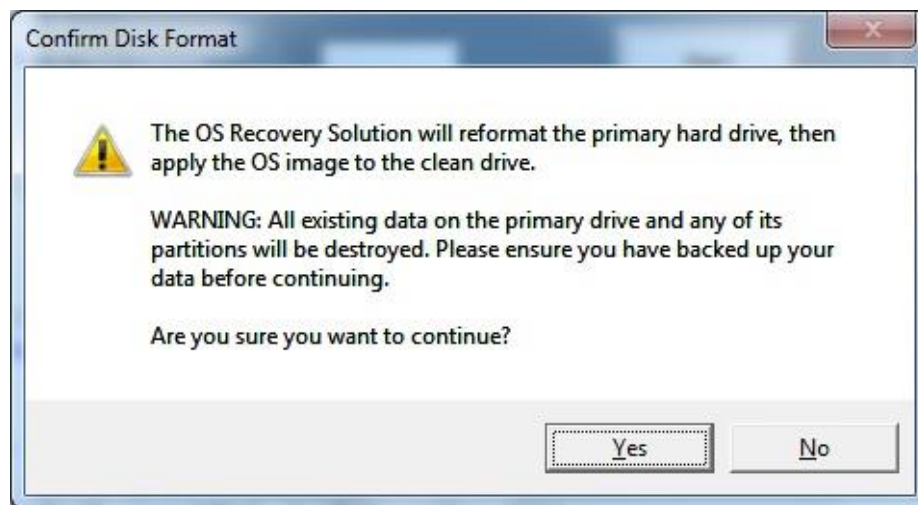 Confirm Disk Format
The OS Recovery Solution will reformat the primary hard drive, then
apply the OS image to the clean drive.
WARNING: All existing data on the primary drive and any of its
partitions will be destroyed. Please ensure you have backed up your
data before continuing.
Are you sure you want to continue?
Yes
No